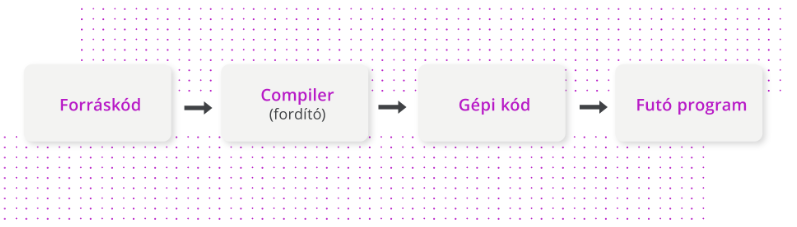 Forráskód
Compiler
(fordító)
Gépi kód
Futó program